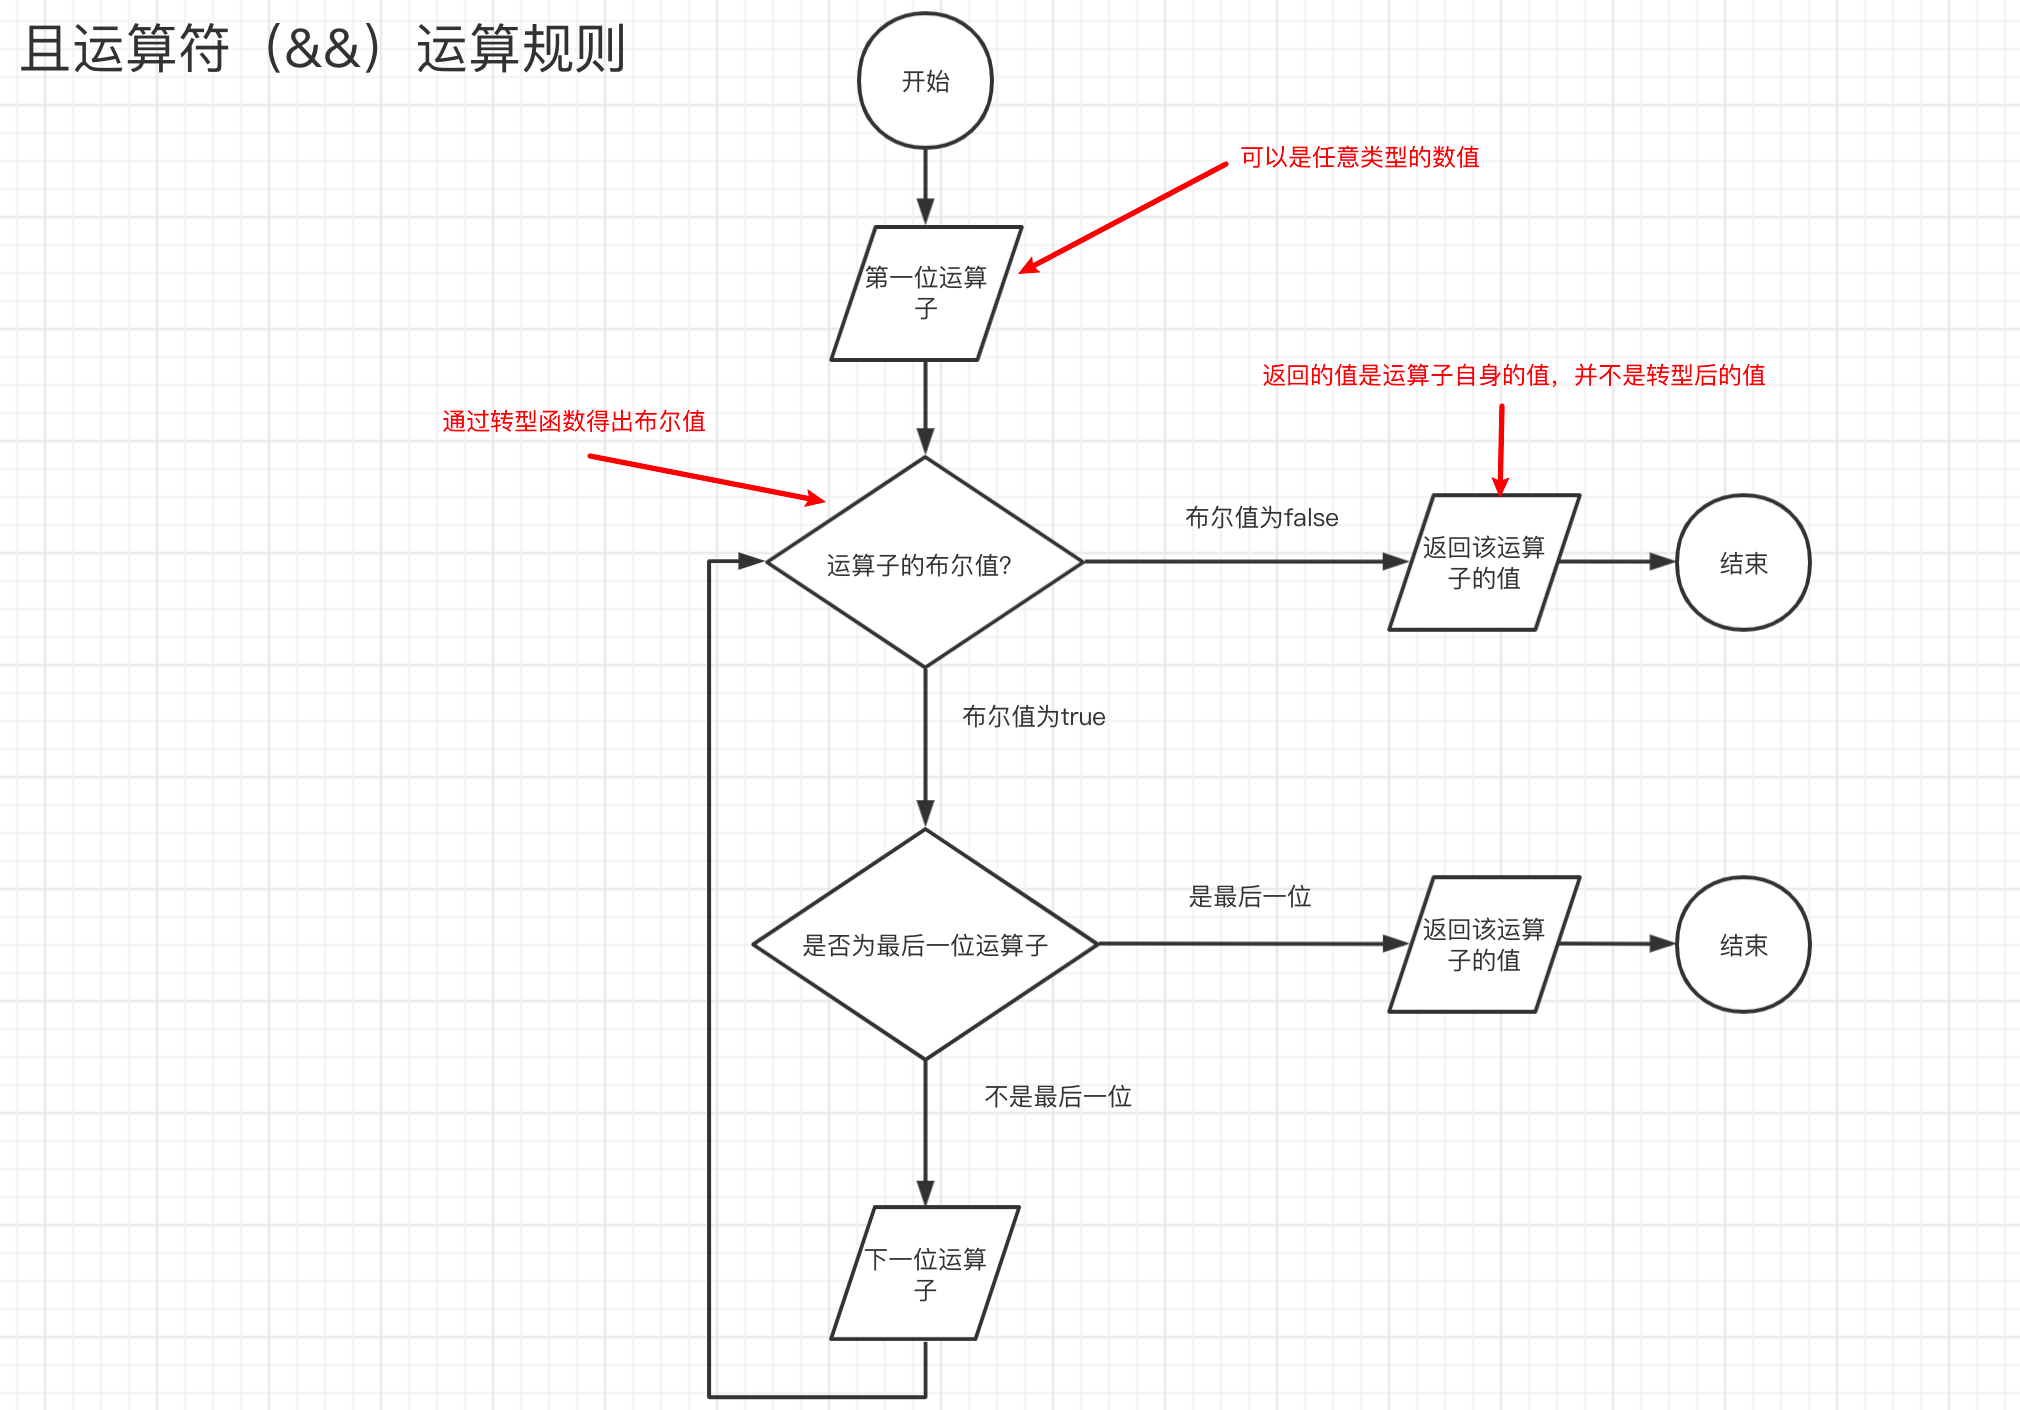 且运算符（&&）运算规则
开始
可以是任意类型的数值
第一位运算
子
返回的值是运算子自身的值，并不是转型后的值
通过转型函数得出布尔值
布尔值为false
运算子的布尔值?
返回该运算
子的值
结束
布尔值为true
是最后一位
是否为最后一位运算子
返回该运算
子的值
结束
不是最后一位
下一位运算
子